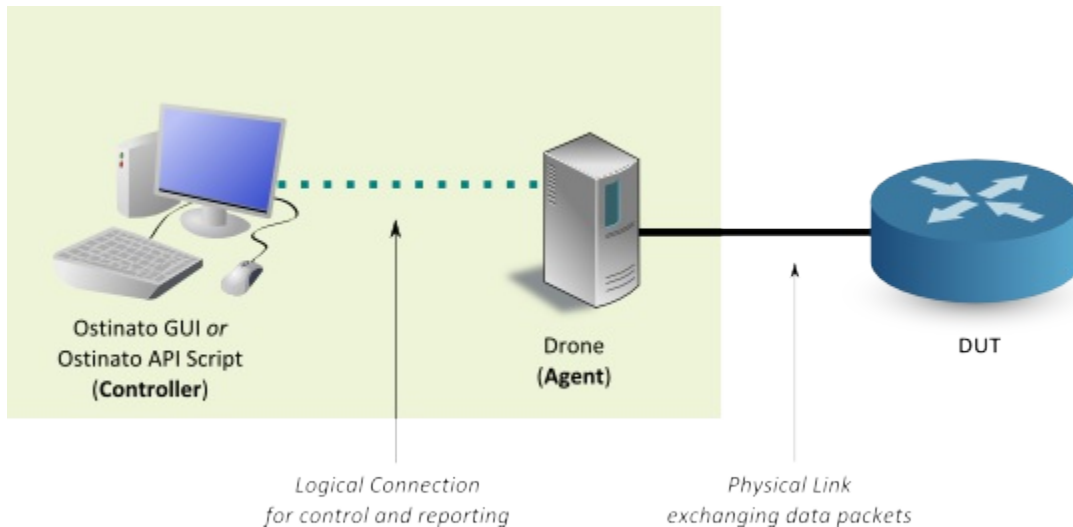 Ostinato GUI or
Ostinato API Script
(Controller)
Drone
(Agent)
DUT
Logical Connection
for control and reporting
Physical Link
exchanging data packets